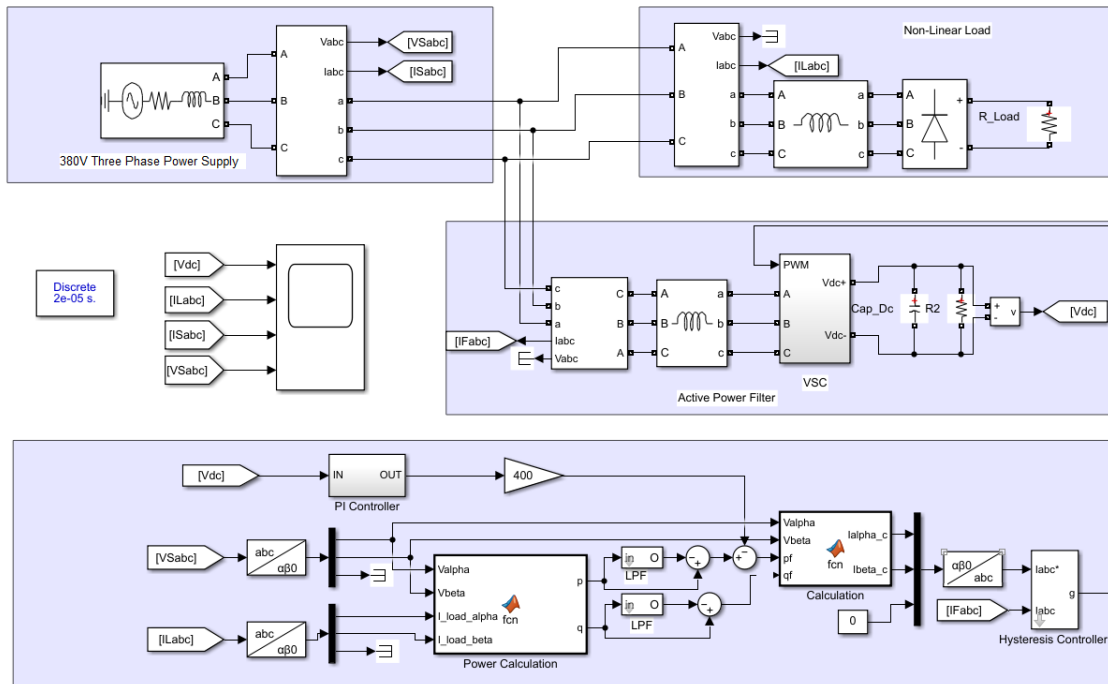 Non-Linear Load
A
B
C
380V Three Phase Power Supply
A
B
C
Vabc
Iabc
a
b
c
[VSabc]
[ISabc]
A
B
C
Vabc
Iabc
a
b
c
[ILabc]
A
B
C
a
b
c
A
B
C
+
-
R_Load
Discrete
2e-05 s.
[Vdc]
[ILabc]
[ISabc]
[VSabc]
[IFabc]
c
b
a
Iabc
Vabc
C
B
A
A
B
C
a
b
c
PWM
A
B
C
Vdc+
Vdc-
VSC
Cap_Dc
R2
+
-
v
[Vdc]
Active Power Filter
[Vdc]
IN
OUT
PI Controller
400
[VSabc]
abc
αβ0
[ILabc]
abc
αβ0
Valpha
Vbeta
I_load_alpha
I_load_beta
fcn
p
q
Power Calculation
in
O
LPF
in
O
LPF
Valpha
Vbeta
pf
qf
fcn
Ialpha_c
Ibeta_c
Calculation
0
αβ0
abc
[IFabc]
Iabc*
Iabc
g
Hysteresis Controller